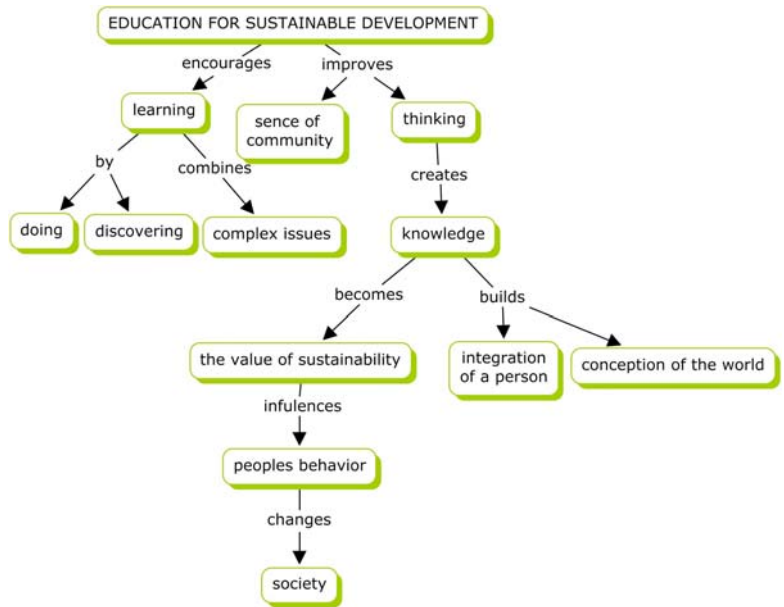 EDUCATION FOR SUSTAINABLE DEVELOPMENT
encourages
improves
learning
sence of
community
thinking
by
combines
creates
doing
discovering
complex issues
knowledge
becomes
builds
the value of sustainability
integration
of a person
conception of the world
infulences
peoples behavior
changes
society